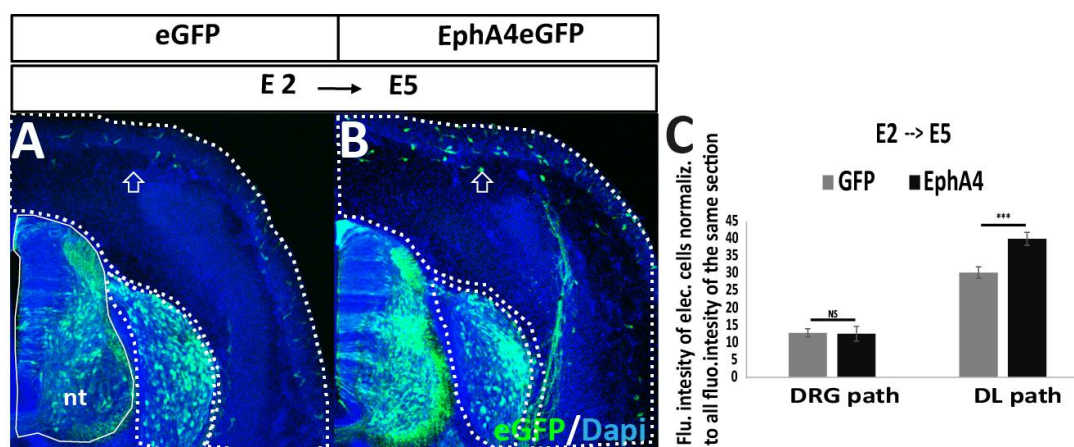 eGFP
EphA4eGFP
E 2 → E5
A
B
nt
eGFP/Dapi
C
E2 --> E5
GFP
EphA4
Flu. intesity of elec. cells normaliz.
to all fluo.intesity of the same section
45
40
35
30
25
20
15
10
5
0
NS
***
DRG path
DL path